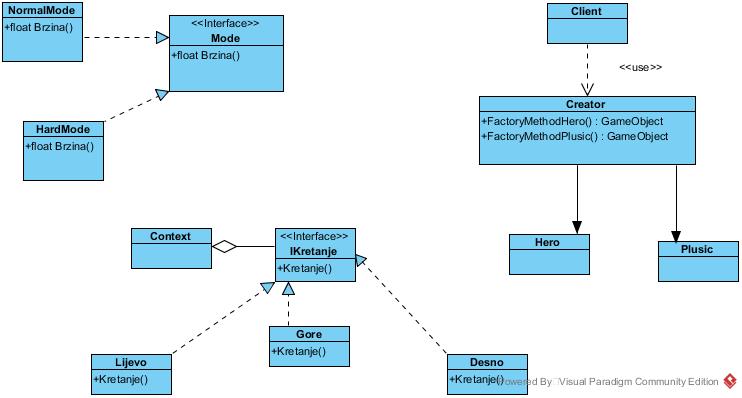 NormalMode
+float Brzina()
<<Interface>>
Mode
+float Brzina()
HardMode
+float Brzina()
Client
<<use>>
Creator
+FactoryMethodHero() : GameObject
+FactoryMethodPlusic() : GameObject
Hero
Plusic
Context
<<Interface>>
IKretanje
+Kretanje()
Lijevo
+Kretanje()
Gore
+Kretanje()
Desno
+Kretanje()
Powered By Visual Paradigm Community Edition